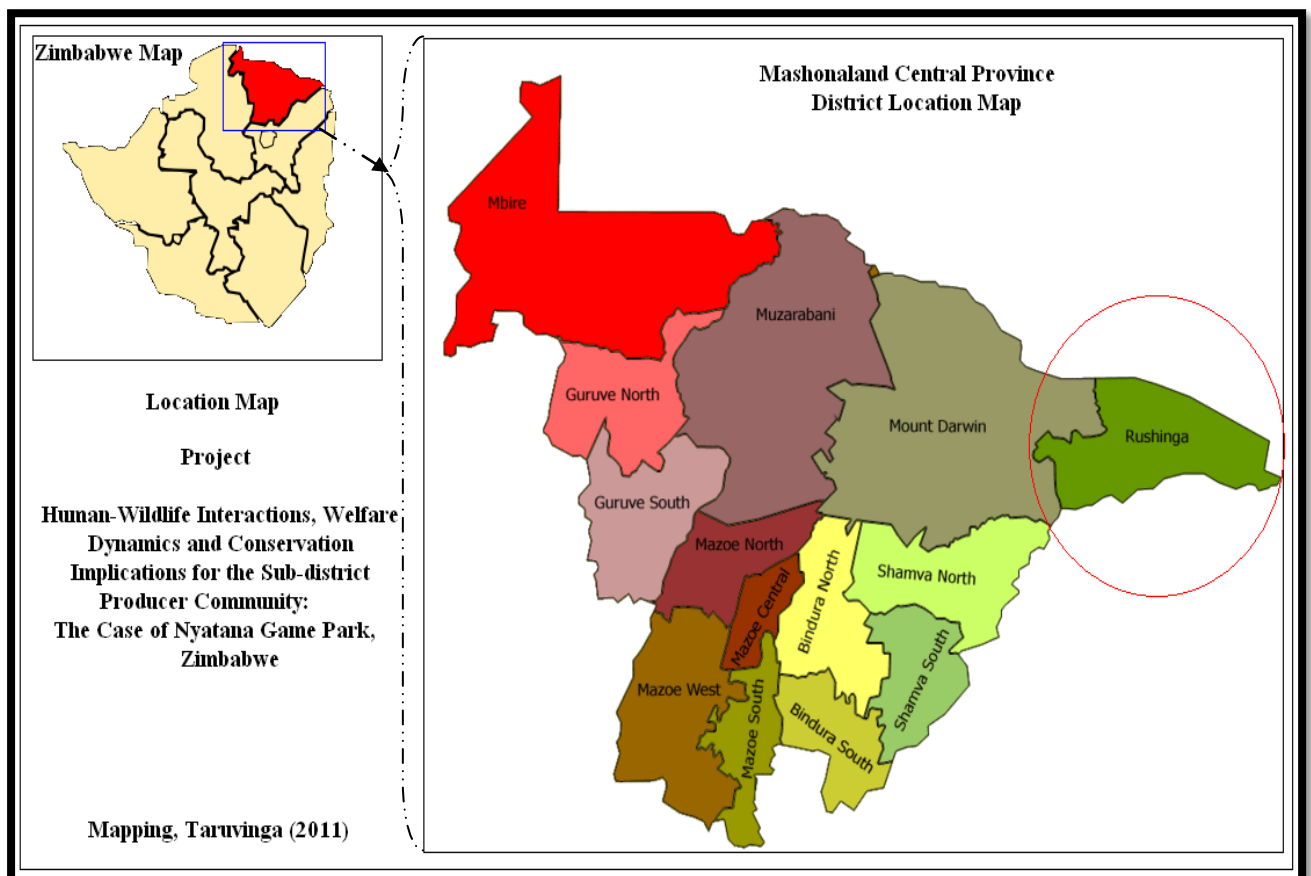 Zimbabwe Map
Location Map
Project
Human-Wildlife Interactions, Welfare
Dynamics and Conservation
Implications for the Sub-district
Producer Community:
The Case of Nyatana Game Park,
Zimbabwe
Mapping, Taruvinga (2011)
Mashonaland Central Province
District Location Map
Mbire
Muzarabani
Guruve North
Mount Darwin
Rushinga
Guruve South
Mazoe North
Shamva North
Mazoe Central
Bindura North
Mazoe West
Mazoe South
Bindura South
Shamva South